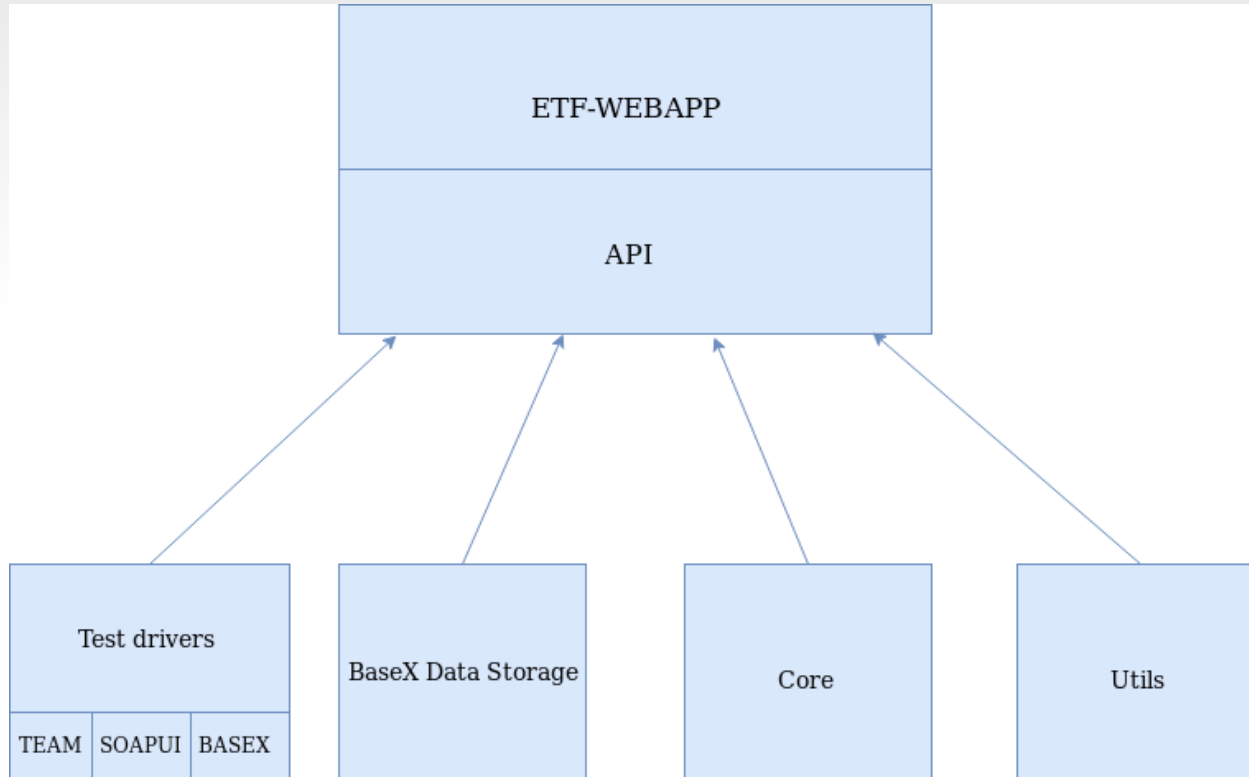 ETF-WEBAPP
API
Test drivers
BaseX Data Storage
Core
Utils
TEAM
SOAPUI
BASEX